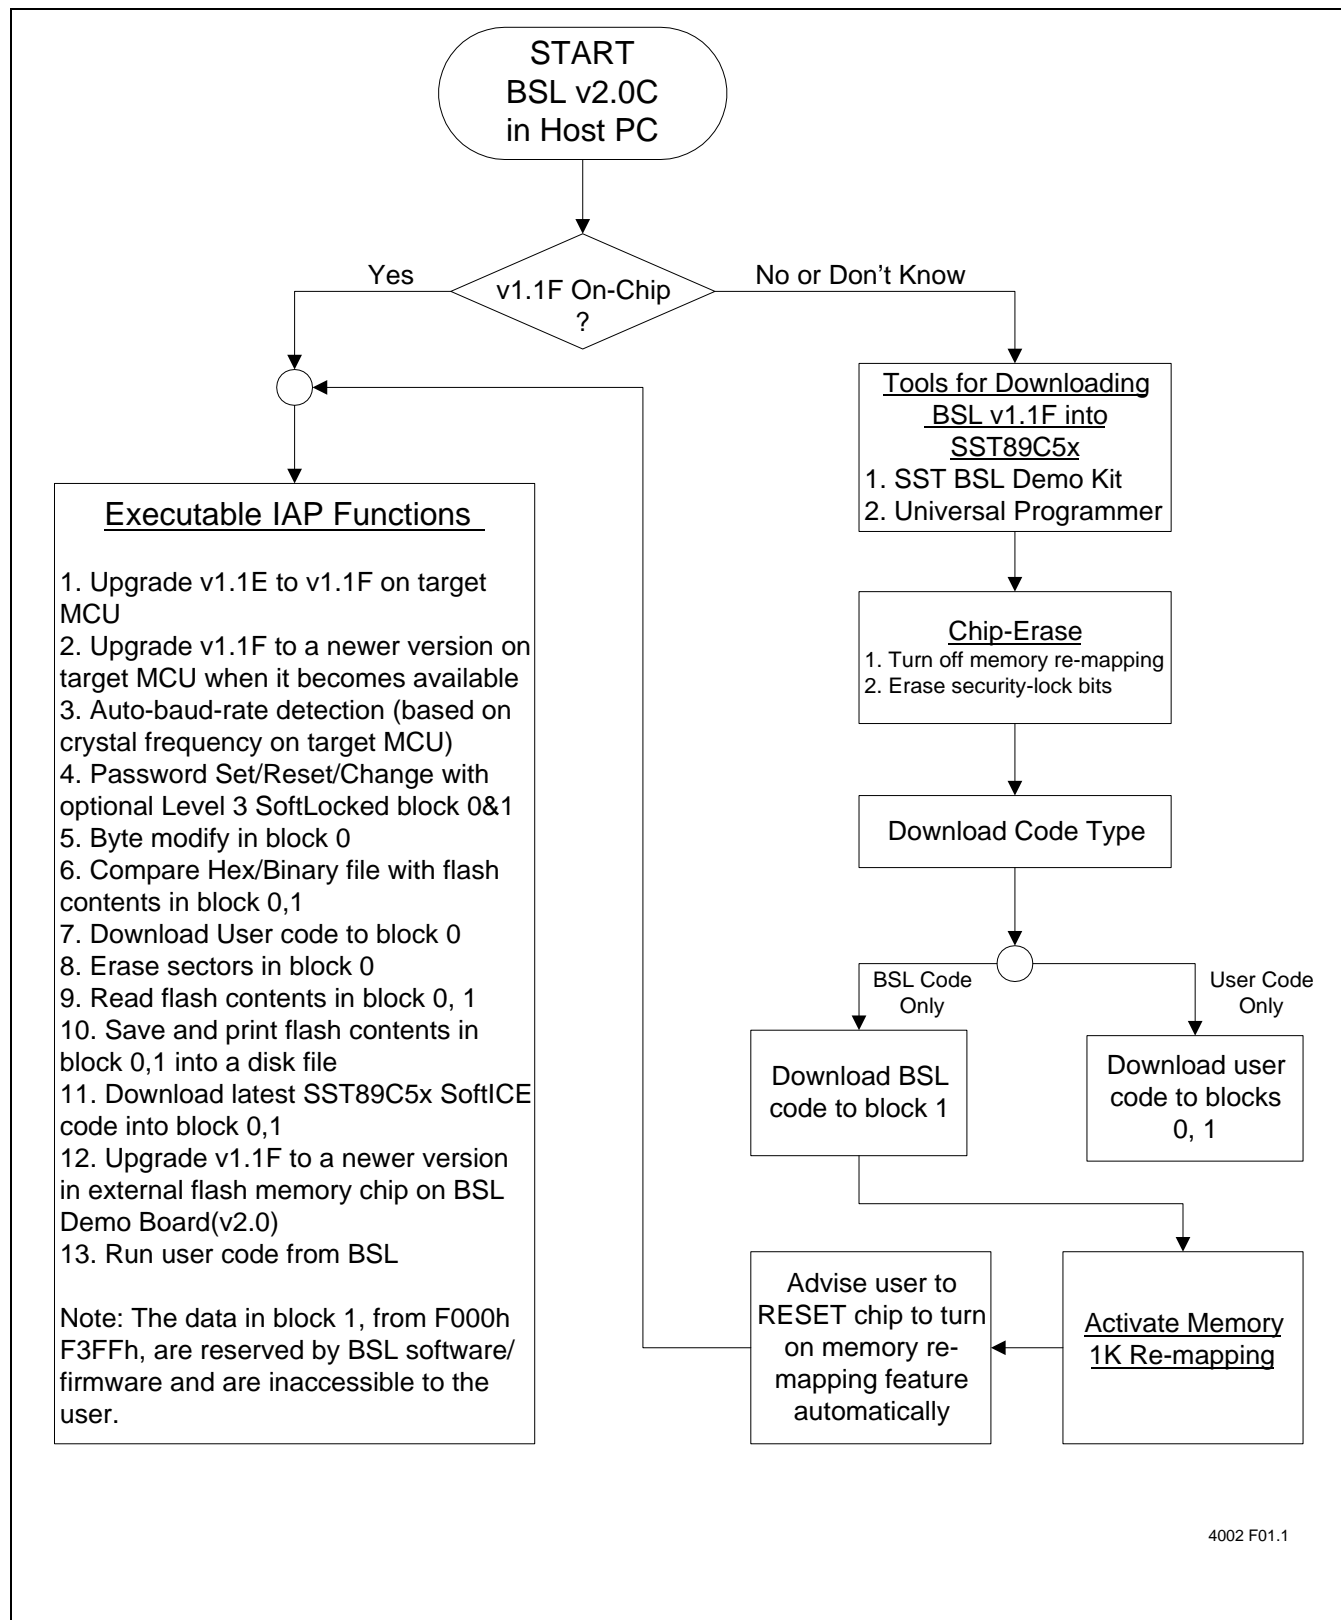 START
BSL v2.0C
in Host PC
Yes
v1.1F On-Chip
?
No or Don't Know
Tools for Downloading
BSL v1.1F into
SST89C5x
1. SST BSL Demo Kit
2. Universal Programmer
Chip-Erase
1. Turn off memory re-mapping
2. Erase security-lock bits
Download Code Type
BSL Code
Only
User Code
Only
Download BSL
code to block 1
Download user
code to blocks
0, 1
Activate Memory
1K Re-mapping
Advise user to
RESET chip to turn
on memory re-
mapping feature
automatically
Executable IAP Functions
1. Upgrade v1.1E to v1.1F on target
MCU
2. Upgrade v1.1F to a newer version on
target MCU when it becomes available
3. Auto-baud-rate detection (based on
crystal frequency on target MCU)
4. Password Set/Reset/Change with
optional Level 3 SoftLocked block 0&1
5. Byte modify in block 0
6. Compare Hex/Binary file with flash
contents in block 0,1
7. Download User code to block 0
8. Erase sectors in block 0
9. Read flash contents in block 0, 1
10. Save and print flash contents in
block 0,1 into a disk file
11. Download latest SST89C5x SoftICE
code into block 0,1
12. Upgrade v1.1F to a newer version
in external flash memory chip on BSL
Demo Board(v2.0)
13. Run user code from BSL
Note: The data in block 1, from F000h
F3FFh, are reserved by BSL software/
firmware and are inaccessible to the
user.
4002 F01.1